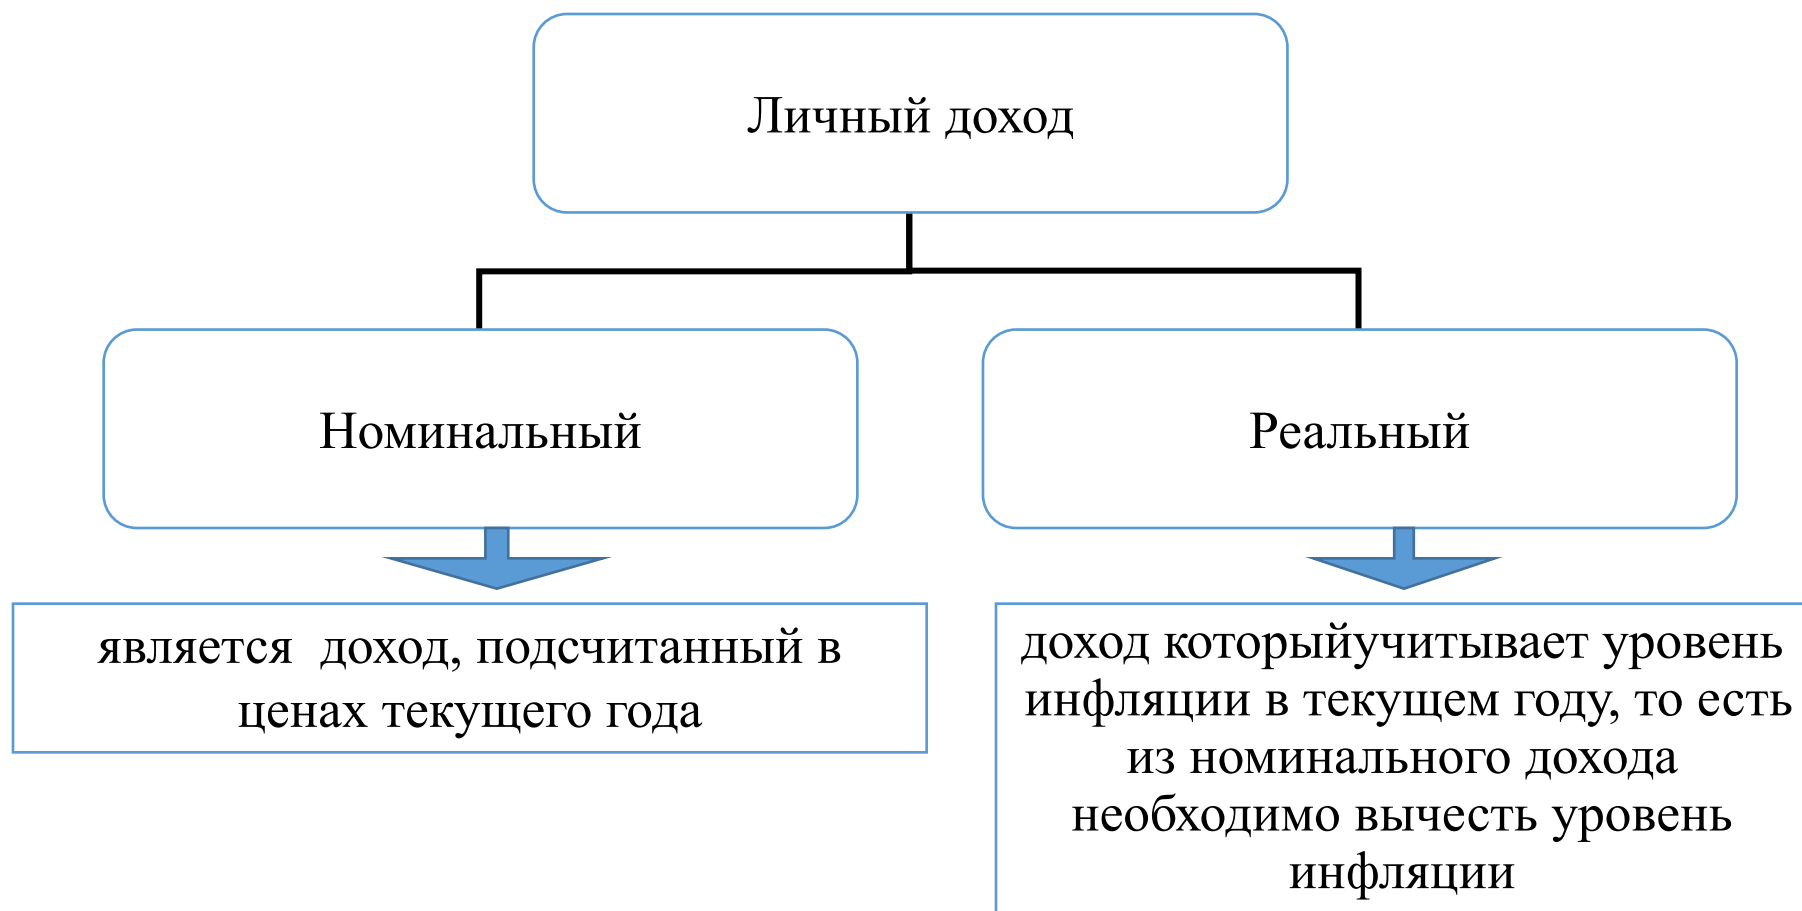 Личный доход
Номинальный
Реальный
является  доход, подсчитанный в
ценах текущего года
доход которыйучитывает уровень
инфляции в текущем году, то есть
из номинального дохода
необходимо вычесть уровень
инфляции